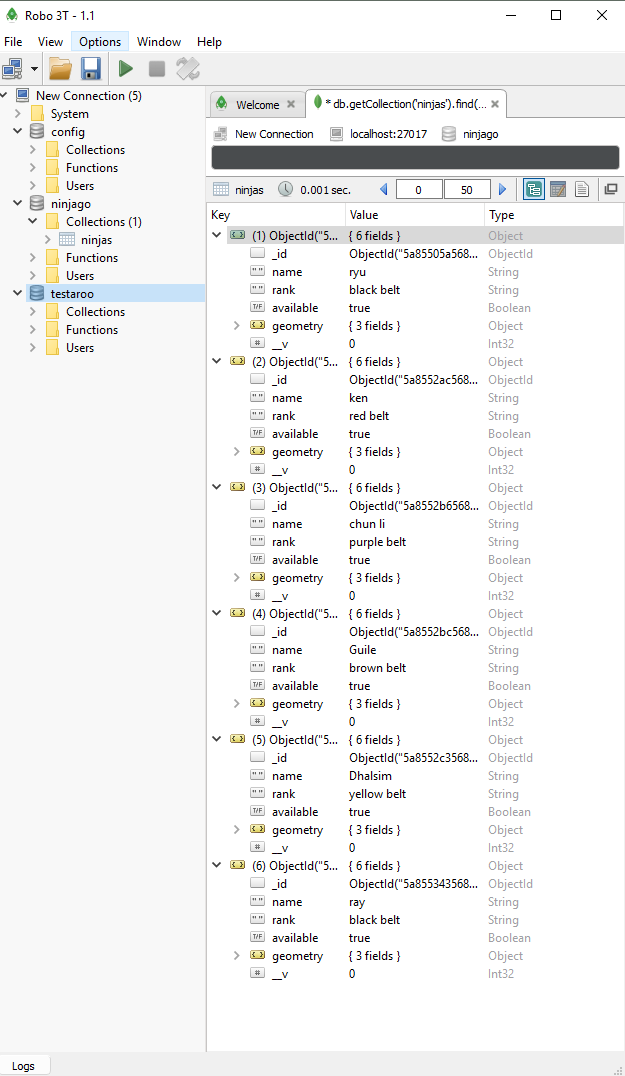 Robo 3T - 1.1
File View Options Window Help
New Connection (5)
System
config
Collections
Functions
Users
ninjago
Collections (1)
ninjas
Functions
Users
testaroo
Collections
Functions
Users
Welcome * db.getCollection('ninjas').find(...
New Connection localhost:27017 ninjago
ninjas 0.001 sec. 0 50
Key Value Type
(1) ObjectId("5... { 6 fields } Object
_id ObjectId("5a85505a568... ObjectId
" " name ryu String
" " rank black belt String
T/F available true Boolean
geometry { 3 fields } Object
# __v 0 Int32
(2) ObjectId("5... { 6 fields } Object
_id ObjectId("5a8552ac568... ObjectId
" " name ken String
" " rank red belt String
T/F available true Boolean
geometry { 3 fields } Object
# __v 0 Int32
(3) ObjectId("5... { 6 fields } Object
_id ObjectId("5a8552b6568... ObjectId
" " name chun li String
" " rank purple belt String
T/F available true Boolean
geometry { 3 fields } Object
# __v 0 Int32
(4) ObjectId("5... { 6 fields } Object
_id ObjectId("5a8552bc568... ObjectId
" " name Guile String
" " rank brown belt String
T/F available true Boolean
geometry { 3 fields } Object
# __v 0 Int32
(5) ObjectId("5... { 6 fields } Object
_id ObjectId("5a8552c3568... ObjectId
" " name Dhalsim String
" " rank yellow belt String
T/F available true Boolean
geometry { 3 fields } Object
# __v 0 Int32
(6) ObjectId("5... { 6 fields } Object
_id ObjectId("5a855343568... ObjectId
" " name ray String
" " rank black belt String
T/F available true Boolean
geometry { 3 fields } Object
# __v 0 Int32
Logs